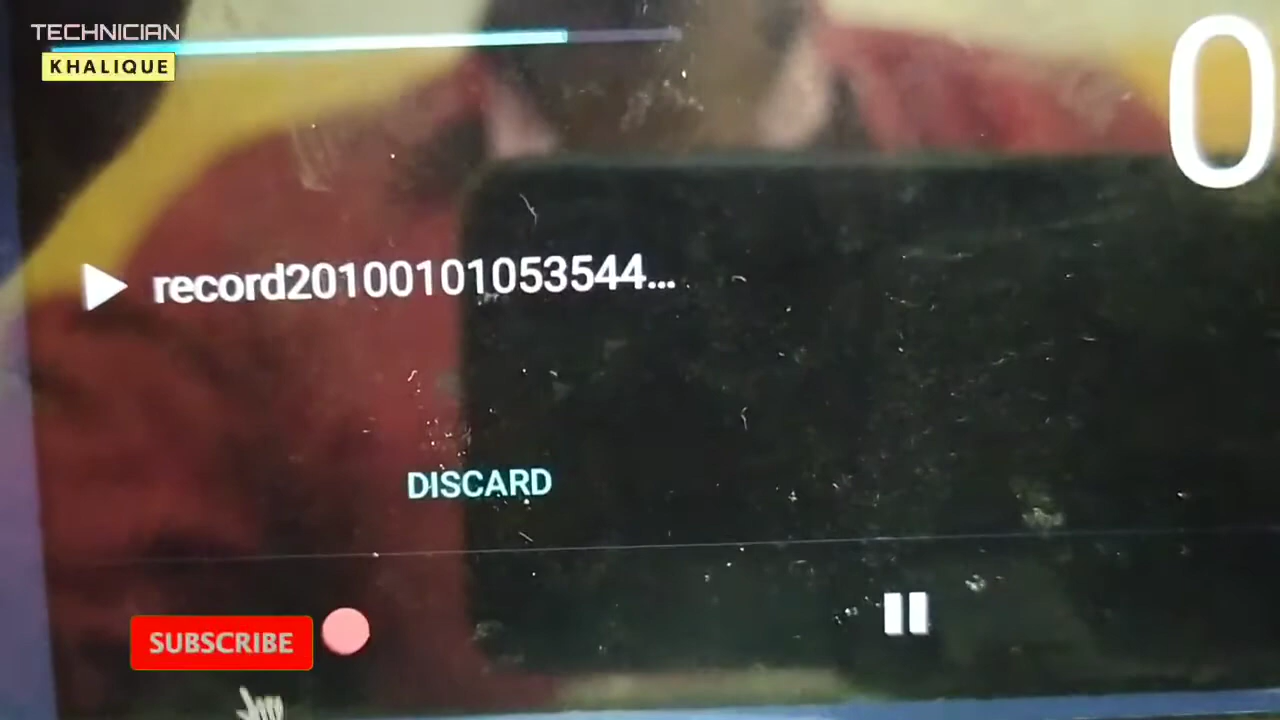 TECHNICIAN
KHALIQUE
0
record20100101053544...
DISCARD
SUBSCRIBE